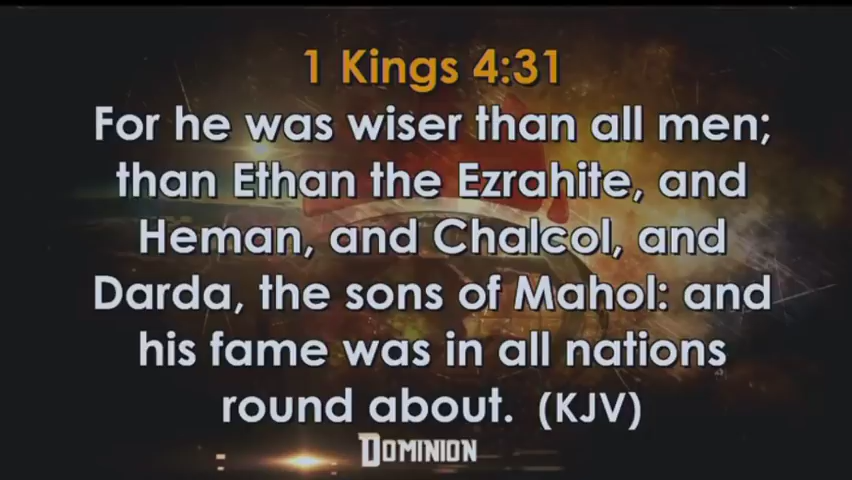 1 Kings 4:31
For he was wiser than all men;
than Ethan the Ezrahite, and
Heman, and Chalcol, and
Darda, the sons of Mahol: and
his fame was in all nations
round about. (KJV)
DOMINION